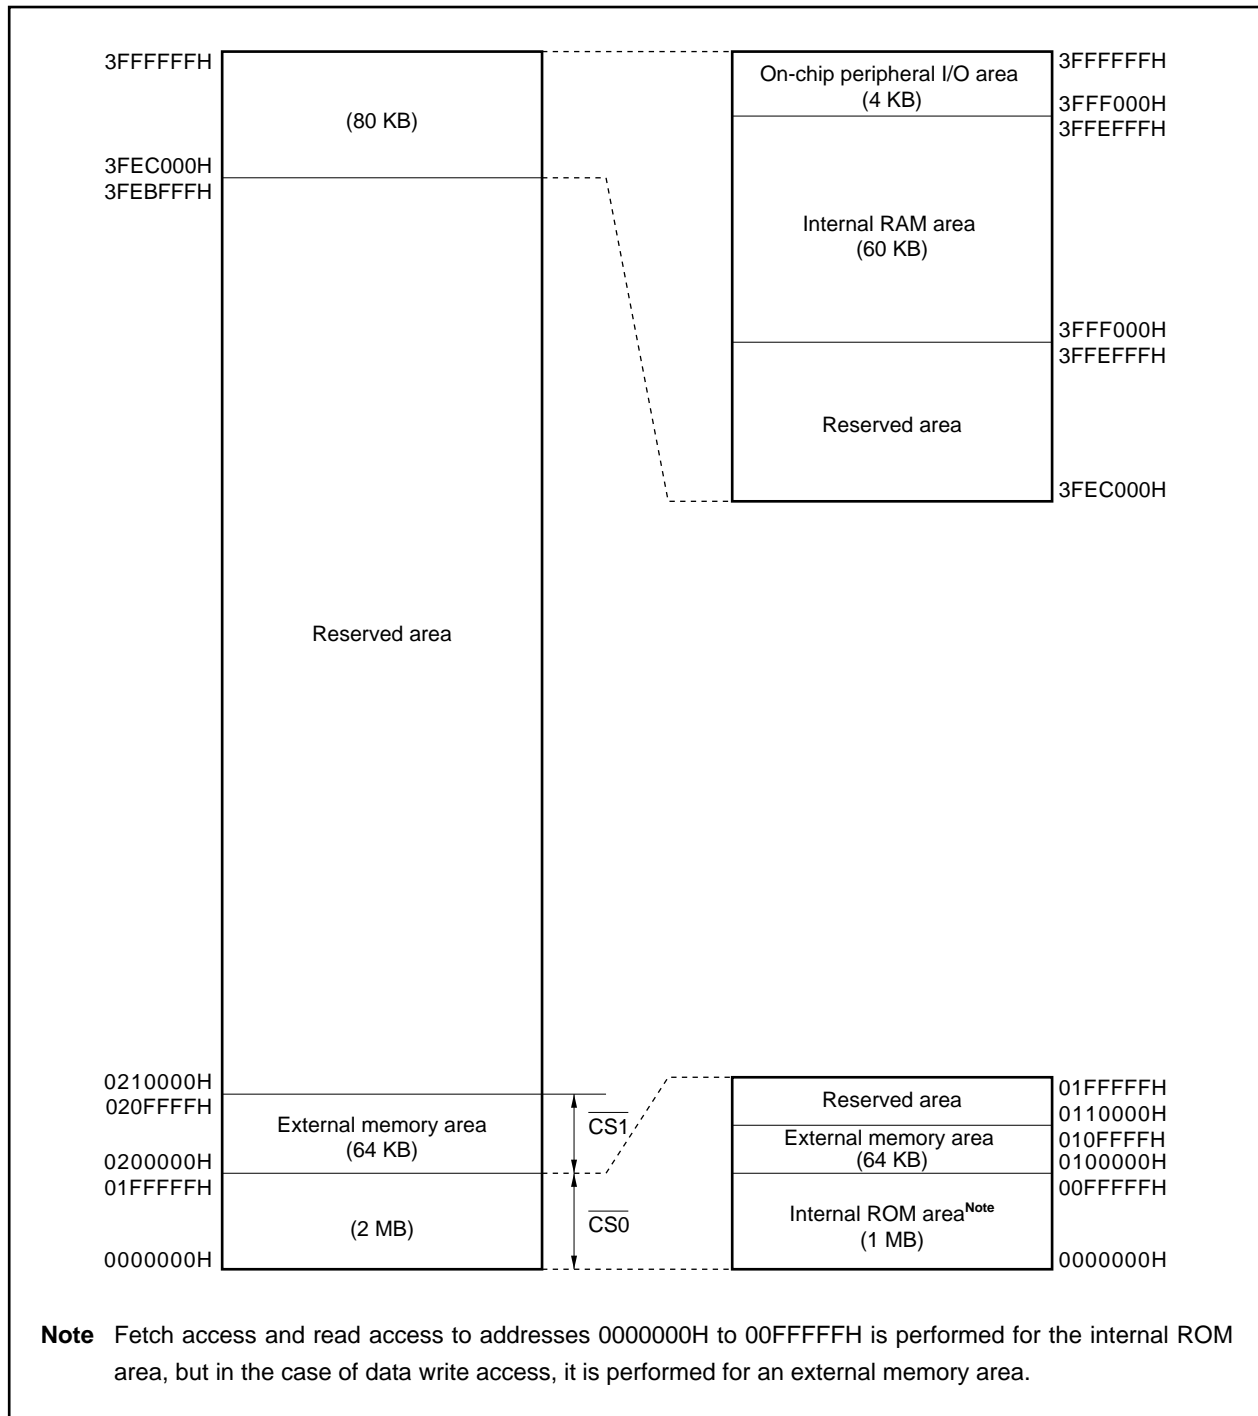 3FFFFFFH
(80 KB)
3FEC000H
3FEBFFFH
Reserved area
0210000H
020FFFFH
External memory area
(64 KB)
0200000H
01FFFFFH
(2 MB)
0000000H
CS1
CS0
On-chip peripheral I/O area
(4 KB)
3FFFFFFH
3FFF000H
3FFEFFFH
Internal RAM area
(60 KB)
3FFF000H
3FFEFFFH
Reserved area
3FEC000H
Reserved area
01FFFFFH
0110000H
External memory area
(64 KB)
010FFFFH
0100000H
00FFFFFH
Internal ROM areaNote
(1 MB)
0000000H
Note Fetch access and read access to addresses 0000000H to 00FFFFFH is performed for the internal ROM
area, but in the case of data write access, it is performed for an external memory area.